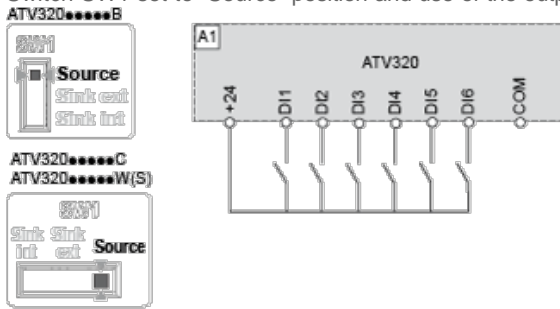 Switch SW1 set to "Source" position and use of the outp
ATV320●●●●●B
SW1
Source
Sink ext
Sink int
ATV320●●●●●C
ATV320●●●●●W(S)
SW1
Sink Sink
int ext Source
A1
ATV320
+24 DI1 DI2 DI3 DI4 DI5 DI6 COM